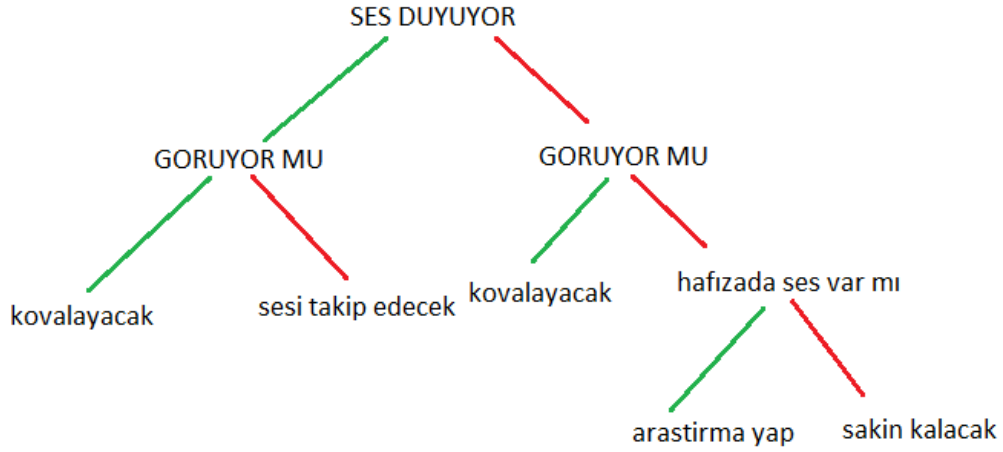 SES DUYUYOR
GORUYOR MU
GORUYOR MU
kovalayacak
sesi takip edecek
kovalayacak
hafızada ses var mı
arastirma yap
sakin kalacak